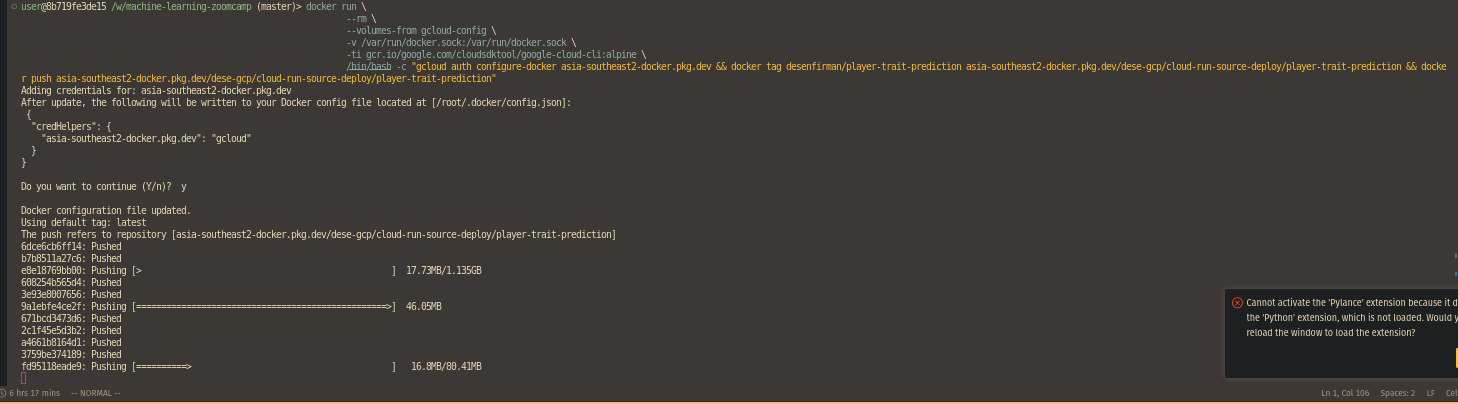 user@8b719fe3de15 /w/machine-learning-zoomcamp (master)> docker run \
--rm \
--volumes-from gcloud-config \
-v /var/run/docker.sock:/var/run/docker.sock \
-ti gcr.io/google.com/cloudsdktool/google-cloud-cli:alpine \
/bin/bash -c "gcloud auth configure-docker asia-southeast2-docker.pkg.dev && docker tag desenfirman/player-trait-prediction asia-southeast2-docker.pkg.dev/dese-gcp/cloud-run-source-deploy/player-trait-prediction && docke
r push asia-southeast2-docker.pkg.dev/dese-gcp/cloud-run-source-deploy/player-trait-prediction"
Adding credentials for: asia-southeast2-docker.pkg.dev
After update, the following will be written to your Docker config file located at [/root/.docker/config.json]:
{
"credHelpers": {
"asia-southeast2-docker.pkg.dev": "gcloud"
}
}
Do you want to continue (Y/n)? y
Docker configuration file updated.
Using default tag: latest
The push refers to repository [asia-southeast2-docker.pkg.dev/dese-gcp/cloud-run-source-deploy/player-trait-prediction]
6dce6cb6ff14: Pushed
b7b8511a27c6: Pushed
e8e18769bb00: Pushing [> ] 17.73MB/1.135GB
608254b565d4: Pushed
3e93e8007656: Pushed
9a1ebfe4ce2f: Pushing [==================================================>] 46.05MB
671bcd3473d6: Pushed
2c1f45e5d3b2: Pushed
a4661b8164d1: Pushed
3759be374189: Pushed
fd95118eade9: Pushing [==========> ] 16.8MB/80.41MB
Cannot activate the 'Pylance' extension because it d
the 'Python' extension, which is not loaded. Would y
reload the window to load the extension?
6 hrs 17 mins -- NORMAL -- Ln 1, Col 106 Spaces: 2 LF Cel